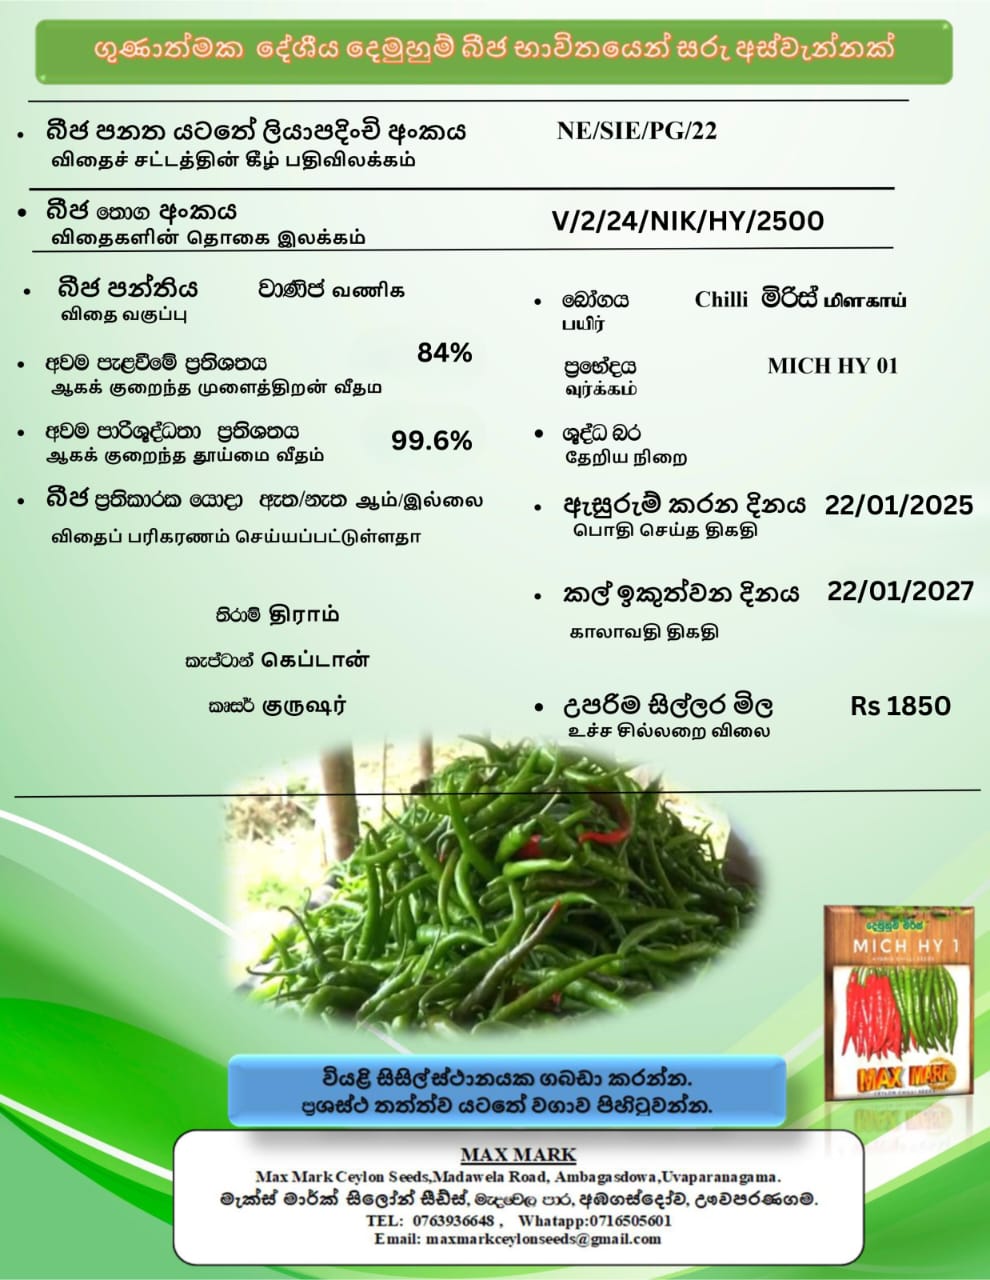 ගුණාත්මක දේශීය දෙමුහුම් බීජ භාවිතයෙන් සරු අස්වැන්නක්
බීජ පනත යටතේ ලියාපදිංචි අංකය NE/SIE/PG/22
விதைச் சட்டத்தின் கீழ் பதிவிலக்கம்
බීජ තොග අංකය V/2/24/NIK/HY/2500
விதைகளின் தொகை இலக்கம்
බීජ පන්තිය වාණිජ வணிக
விதை வகுப்பு
බෝගය Chilli මිරිස් மிளகாய்
பயிர்
අවම පැළවීමේ ප්‍රතිශතය 84%
ஆகக் குறைந்த முளைத்திறன் வீதம
ප්‍රභේදය MICH HY 01
வுர்க்கம்
අවම පාරිශුද්ධතා ප්‍රතිශතය 99.6%
ஆகக் குறைந்த தூய்மை வீதம்
ශුද්ධ බර
தேறிய நிறை
බීජ ප්‍රතිකාරක යොදා ඇත/නැත ஆம்/இல்லை
விதைப் பரிகரணம் செய்யப்பட்டுள்ளதா
ඇසුරුම් කරන දිනය 22/01/2025
பொதி செய்த திகதி
කල් ඉකුත්වන දිනය 22/01/2027
காலாவதி திகதி
තිරාම් திராம்
කැප්ටාන් கெப்டான்
කෘසර් குருஷர்
උපරිම සිල්ලර මිල Rs 1850
உச்ச சில்லறை விலை
දෙමුහුම් මිරිස්
MICH HY 1
HYBRID CHILLI SEEDS
MAX MARK
CEYLON CHILLI SEEDS
වියළි සිසිල්ස්ථානයක ගබඩා කරන්න.
ප්‍රශස්ථ තත්ත්ව යටතේ වගාව පිහිටුවන්න.
MAX MARK
Max Mark Ceylon Seeds,Madawela Road, Ambagasdowa,Uvaparanagama.
මැක්ස් මාර්ක් සිලෝන් සීඩ්ස්, මැදවෙල පාර, අඹගස්දෝව, ඌවපරණගම.
TEL: 0763936648 , Whatapp:0716505601
Email: maxmarkceylonseeds@gmail.com